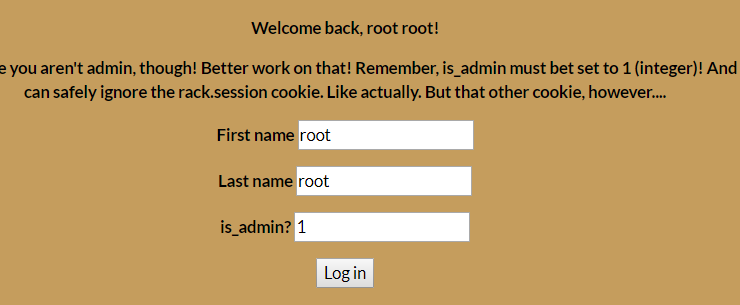 Welcome back, root root!
e you aren't admin, though! Better work on that! Remember, is_admin must bet set to 1 (integer)! And
can safely ignore the rack.session cookie. Like actually. But that other cookie, however....
First name root
Last name root
is_admin? 1
Log in